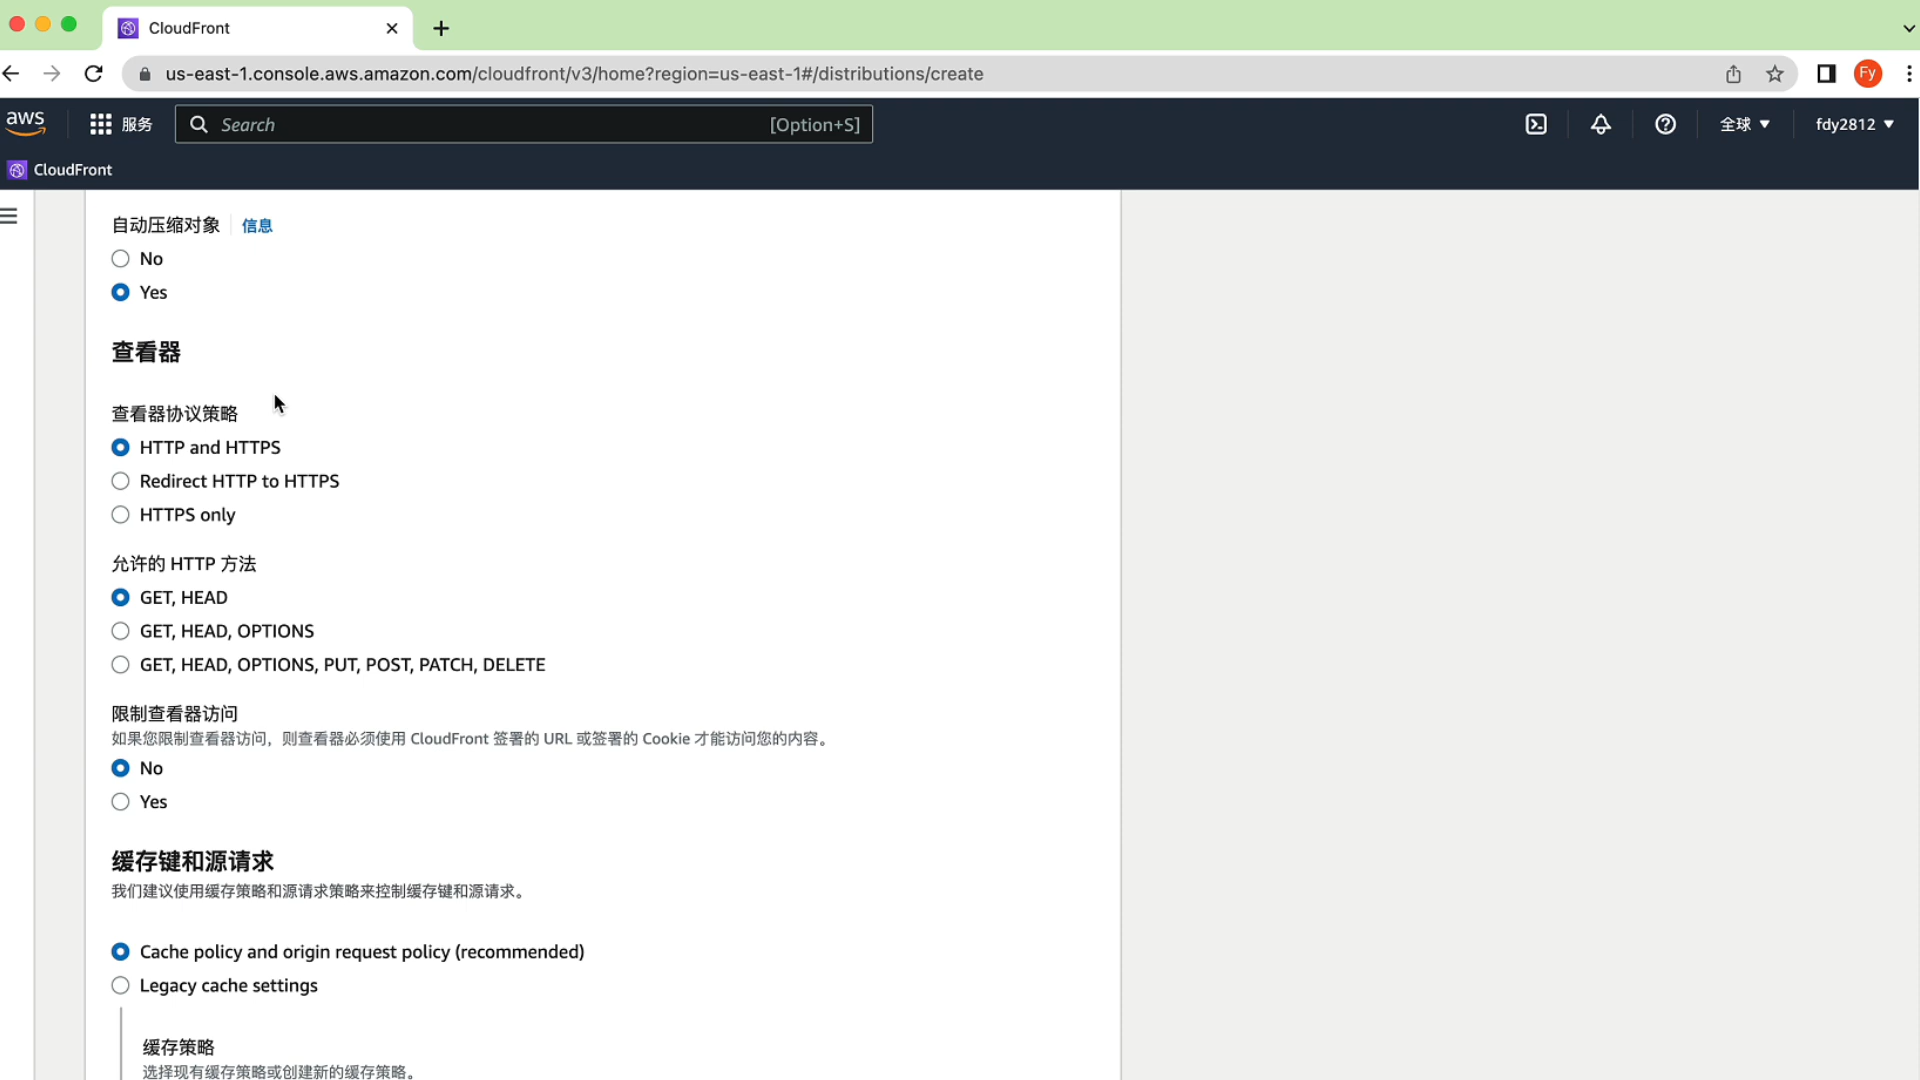 CloudFront
us-east-1.console.aws.amazon.com/cloudfront/v3/home?region=us-east-1#/distributions/create
Fy
aws
服务
Search
[Option+S]
全球
fdy2812
CloudFront
自动压缩对象
信息
No
Yes
查看器
查看器协议策略
HTTP and HTTPS
Redirect HTTP to HTTPS
HTTPS only
允许的 HTTP 方法
GET, HEAD
GET, HEAD, OPTIONS
GET, HEAD, OPTIONS, PUT, POST, PATCH, DELETE
限制查看器访问
如果您限制查看器访问，则查看器必须使用 CloudFront 签署的 URL 或签署的 Cookie 才能访问您的内容。
No
Yes
缓存键和源请求
我们建议使用缓存策略和源请求策略来控制缓存键和源请求。
Cache policy and origin request policy (recommended)
Legacy cache settings
缓存策略
选择现有缓存策略或创建新的缓存策略。